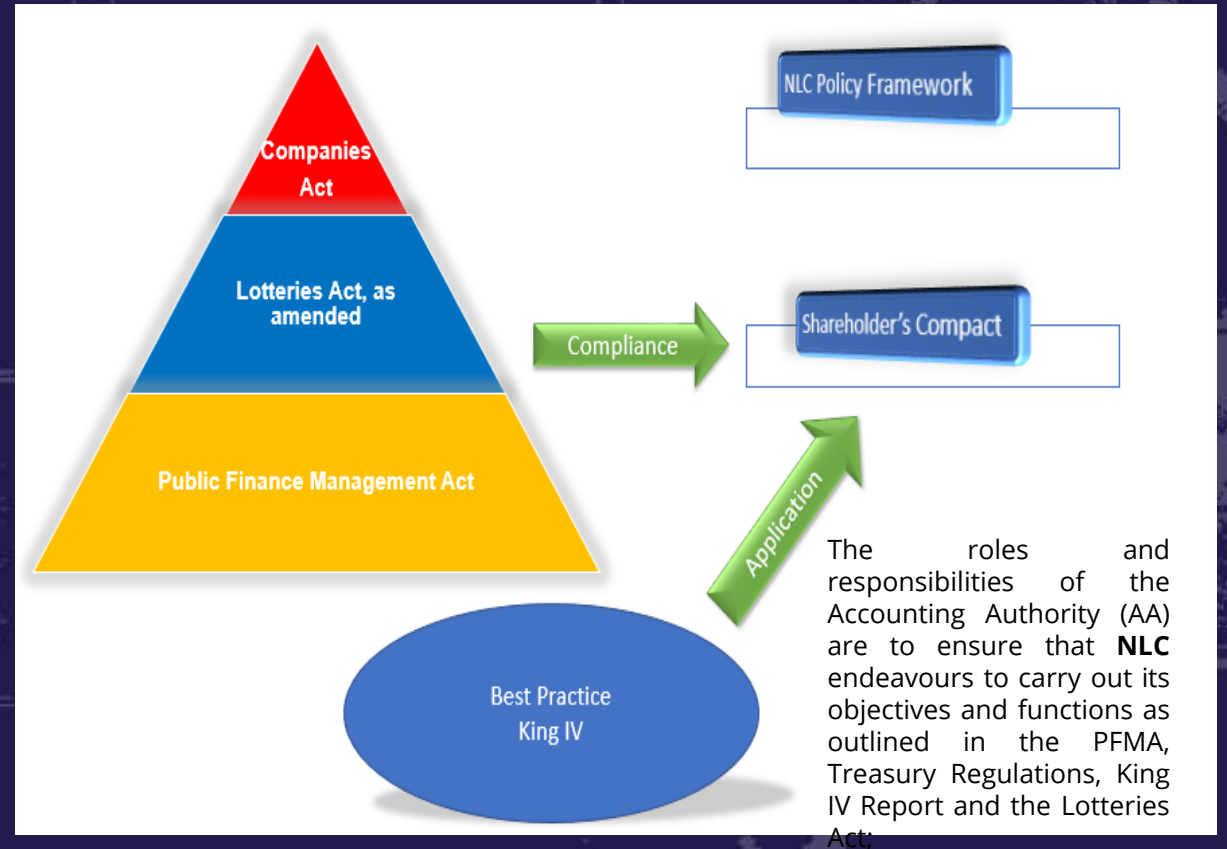 Companies
Act
Lotteries Act, as
amended
Public Finance Management Act
NLC Policy Framework
Compliance
Shareholder's Compact
Application
Best Practice
King IV
The roles and
responsibilities of the
Accounting Authority (AA)
are to ensure that NLC
endeavours to carry out its
objectives and functions as
outlined in the PFMA,
Treasury Regulations, King
IV Report and the Lotteries
Act;